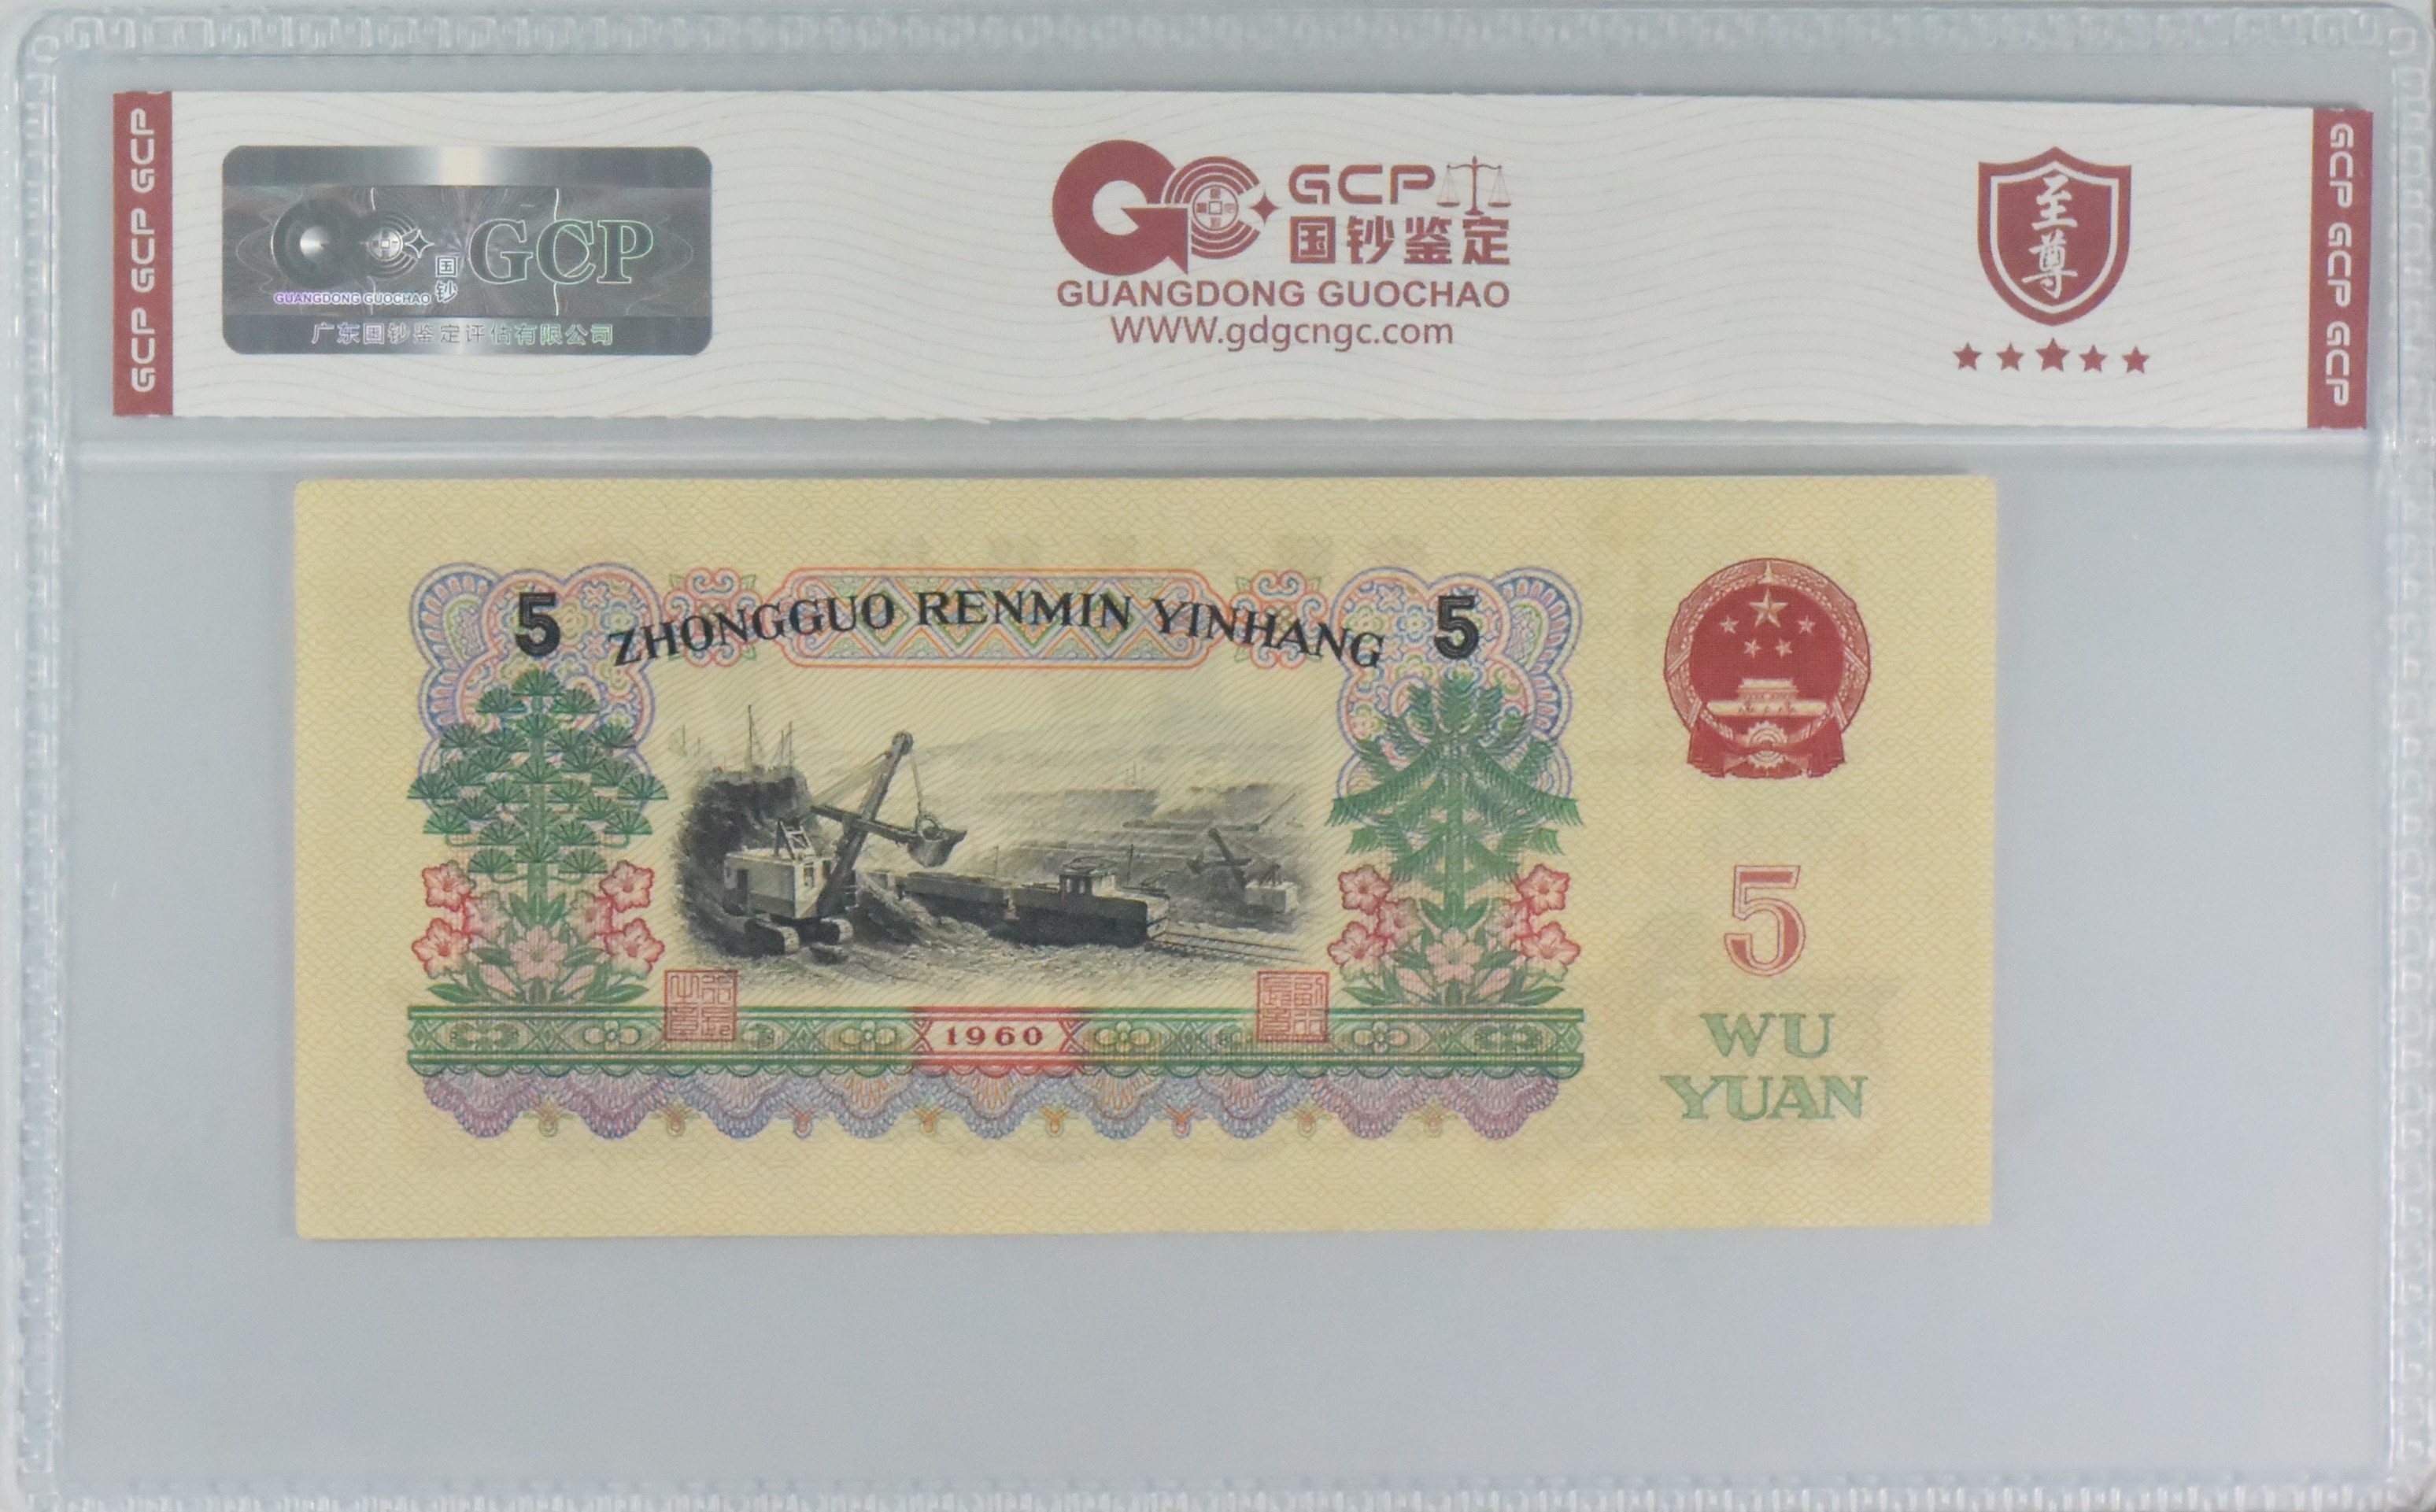 GCP GCP GCP
国钞
GCP
GUANGDONG GUOCHAO
广东国钞鉴定评估有限公司
GCP
国钞鉴定
GUANGDONG GUOCHAO
WWW.gdgcngc.com
至尊
GCP GCP GCP
5 ZHONGGUO RENMIN YINHANG 5
1960
5
WU
YUAN